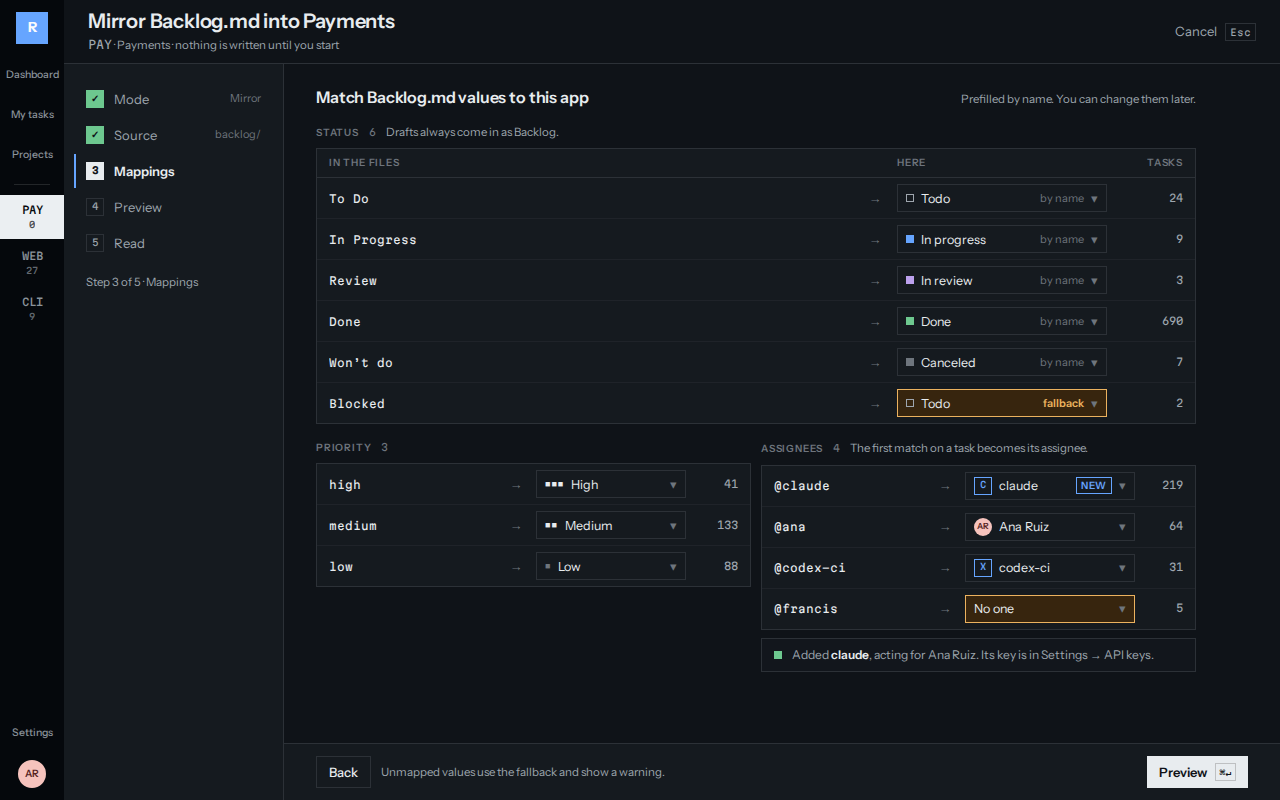 R
Mirror Backlog.md into Payments
PAY · Payments · nothing is written until you start
Cancel Esc
Dashboard
My tasks
Projects
PAY
0
WEB
27
CLI
9
Settings
AR
✓ Mode Mirror
✓ Source backlog/
3 Mappings
4 Preview
5 Read
Step 3 of 5 · Mappings
Match Backlog.md values to this app
Prefilled by name. You can change them later.
STATUS 6 Drafts always come in as Backlog.
IN THE FILES HERE TASKS
To Do → Todo by name ▾ 24
In Progress → In progress by name ▾ 9
Review → In review by name ▾ 3
Done → Done by name ▾ 690
Won't do → Canceled by name ▾ 7
Blocked → Todo fallback ▾ 2
PRIORITY 3
high → High ▾ 41
medium → Medium ▾ 133
low → Low ▾ 88
ASSIGNEES 4 The first match on a task becomes its assignee.
@claude → C claude NEW ▾ 219
@ana → AR Ana Ruiz ▾ 64
@codex-ci → X codex-ci ▾ 31
@francis → No one ▾ 5
Added claude, acting for Ana Ruiz. Its key is in Settings → API keys.
Back Unmapped values use the fallback and show a warning.
Preview ⌘↵